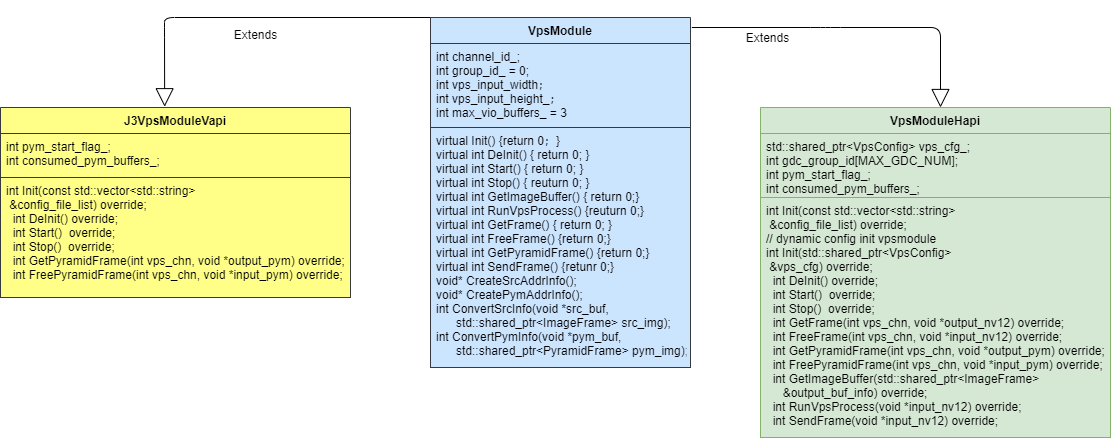 Extends
VpsModule
int channel_id_;
int group_id_ = 0;
int vps_input_width;
int vps_input_height_;
int max_vio_buffers_ = 3
virtual Init() {return 0; }
virtual int DeInit() { return 0; }
virtual int Start() { return 0; }
virtual int Stop() { reuturn 0; }
virtual int GetImageBuffer() { return 0;}
virtual int RunVpsProcess() {reuturn 0;}
virtual int GetFrame() { return 0; }
virtual int FreeFrame() {return 0;}
virtual int GetPyramidFrame() {return 0;}
virtual int SendFrame() {retunr 0;}
void* CreateSrcAddrInfo();
void* CreatePymAddrInfo();
int ConvertSrcInfo(void *src_buf,
std::shared_ptr<ImageFrame> src_img);
int ConvertPymInfo(void *pym_buf,
std::shared_ptr<PyramidFrame> pym_img);
Extends
J3VpsModuleVapi
int pym_start_flag_;
int consumed_pym_buffers_;
int Init(const std::vector<std::string>
&config_file_list) override;
int DeInit() override;
int Start() override;
int Stop() override;
int GetPyramidFrame(int vps_chn, void *output_pym) override;
int FreePyramidFrame(int vps_chn, void *input_pym) override;
VpsModuleHapi
std::shared_ptr<VpsConfig> vps_cfg_;
int gdc_group_id[MAX_GDC_NUM];
int pym_start_flag_;
int consumed_pym_buffers_;
int Init(const std::vector<std::string>
&config_file_list) override;
// dynamic config init vpsmodule
int Init(std::shared_ptr<VpsConfig>
&vps_cfg) override;
int DeInit() override;
int Start() override;
int Stop() override;
int GetFrame(int vps_chn, void *output_nv12) override;
int FreeFrame(int vps_chn, void *input_nv12) override;
int GetPyramidFrame(int vps_chn, void *output_pym) override;
int FreePyramidFrame(int vps_chn, void *input_pym) override;
int GetImageBuffer(std::shared_ptr<ImageFrame>
&output_buf_info) override;
int RunVpsProcess(void *input_nv12) override;
int SendFrame(void *input_nv12) override;